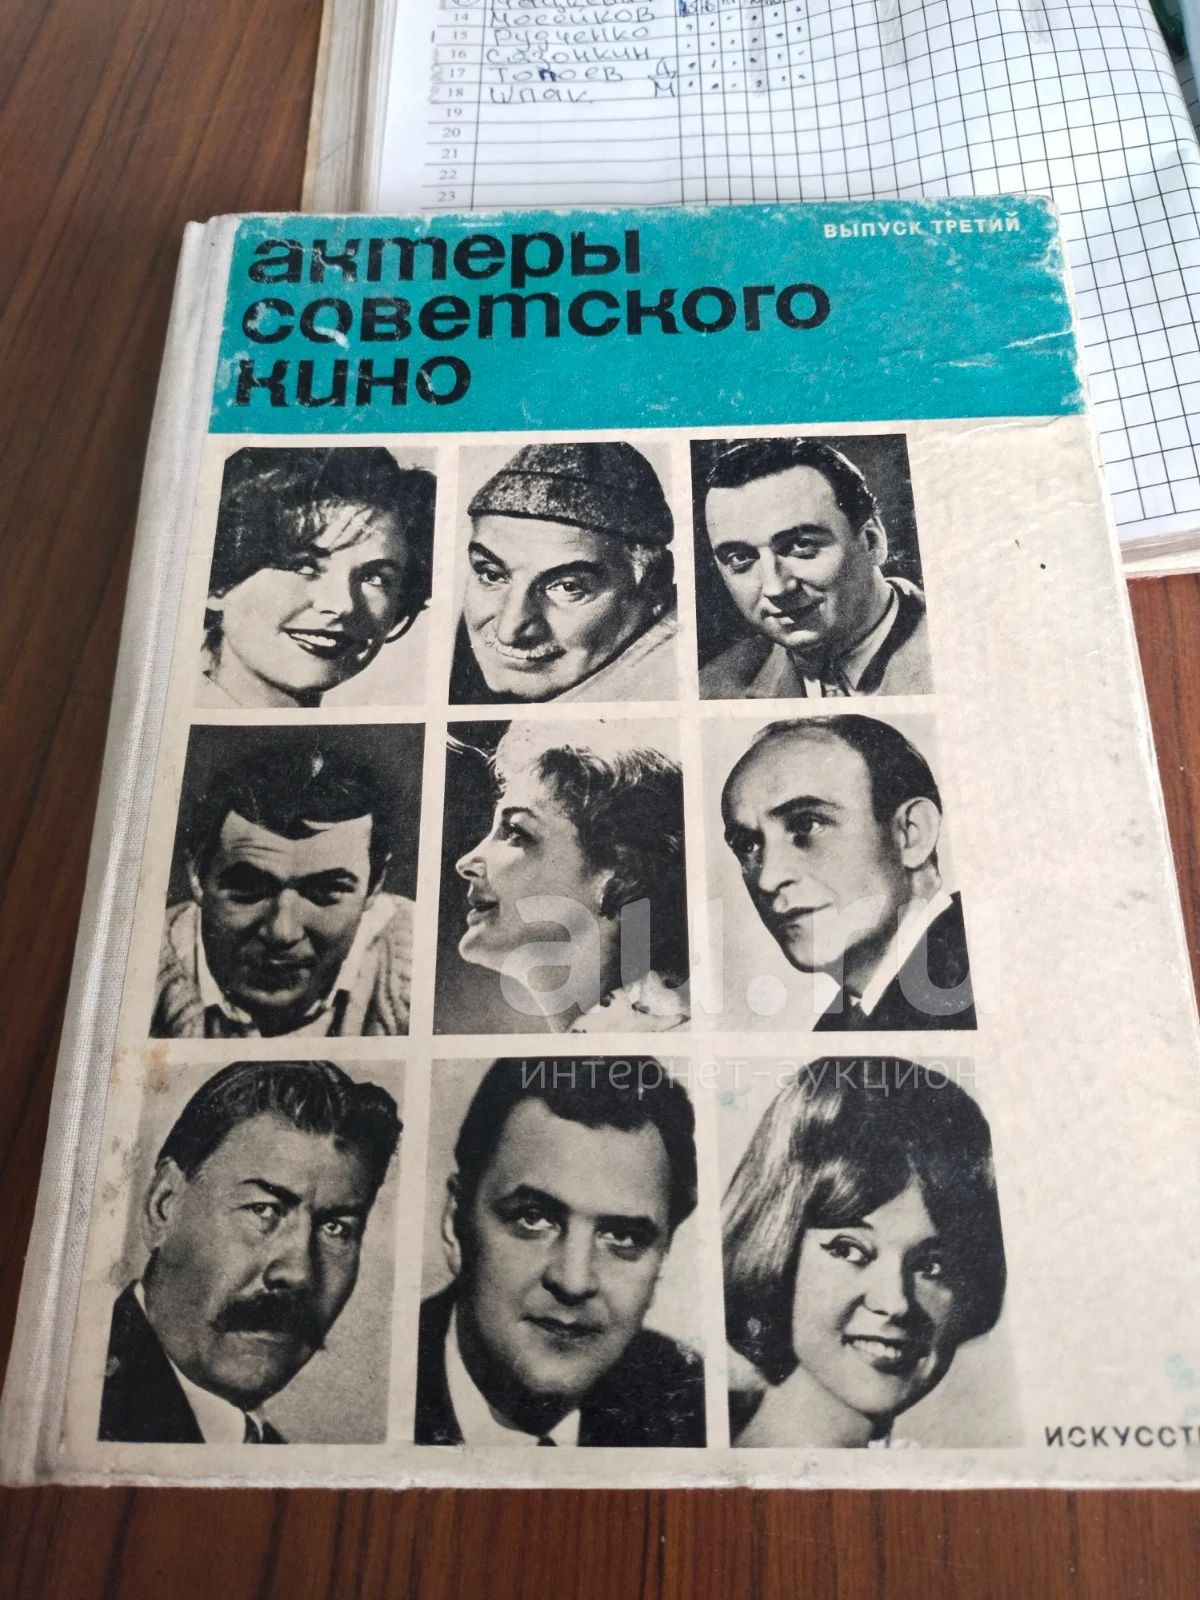 14 Мосейков
15 Рудченко
16 Сазонкин
17 Топоев Д
18 Шпак М
19
20
21
22
23
выпуск третий
актеры
советского
кино
au.ru
интернет-аукцион